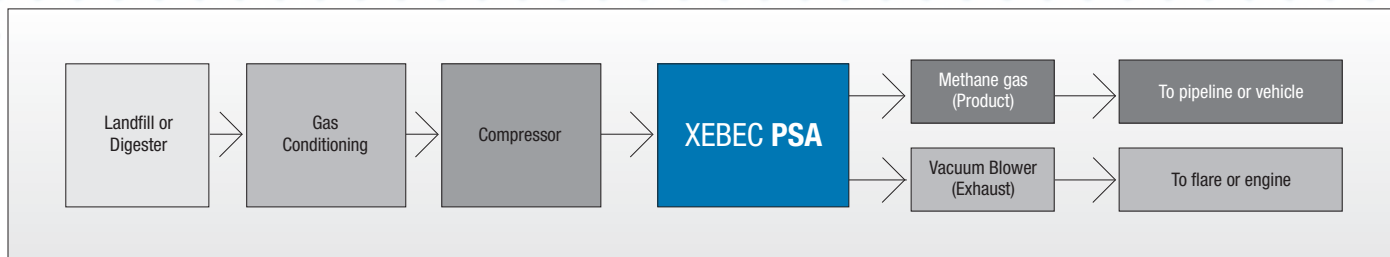 Landfill or
Digester
Gas
Conditioning
Compressor
XEBEC PSA
Methane gas
(Product)
To pipeline or vehicle
Vacuum Blower
(Exhaust)
To flare or engine